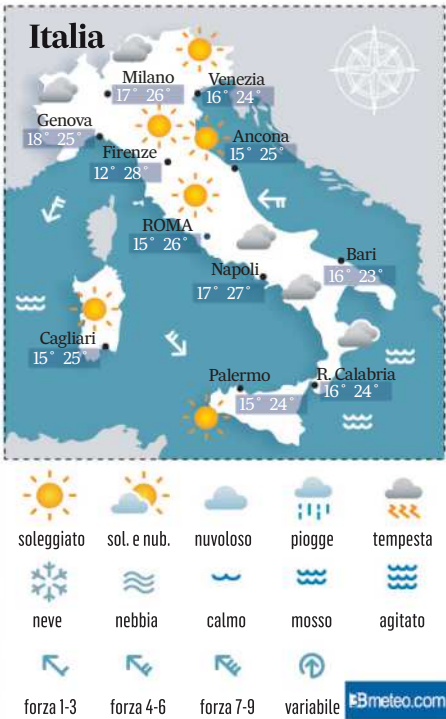 Italia
Milano
17° 26°
Venezia
16° 24°
Genova
18° 25°
Ancona
15° 25°
Firenze
12° 28°
ROMA
15° 26°
Bari
16° 23°
Napoli
17° 27°
Cagliari
15° 25°
Palermo
15° 24°
R. Calabria
16° 24°
soleggiato sol. e nub. nuvoloso piogge tempesta
neve nebbia calmo mosso agitato
forza 1-3 forza 4-6 forza 7-9 variabile
3Bmeteo.com